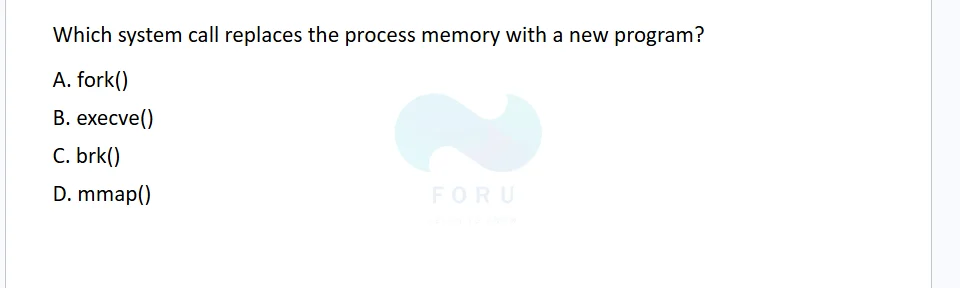 Which system call replaces the process memory with a new program?
A. fork()
B. execve()
C. brk()
D. mmap()
FORU